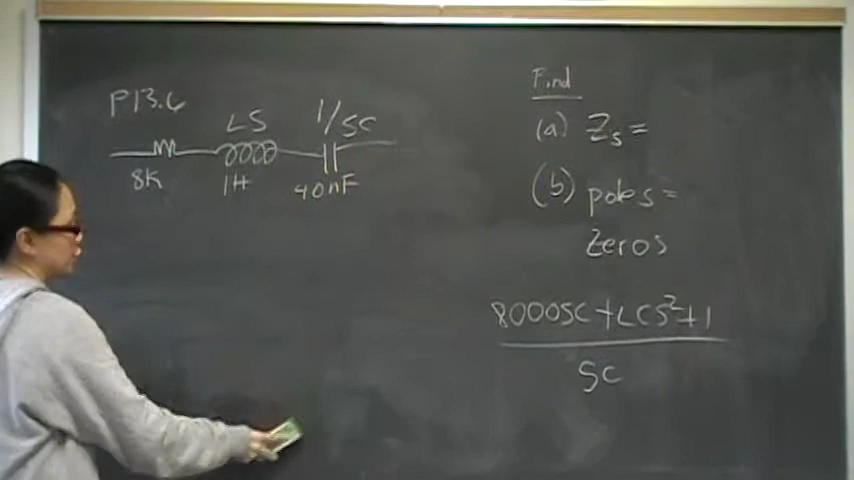 P13.6
LS 1/SC
8K 1H 40nF
Find
(a) Zs =
(b) poles =
Zeros
8000SC + LCS²+1
SC